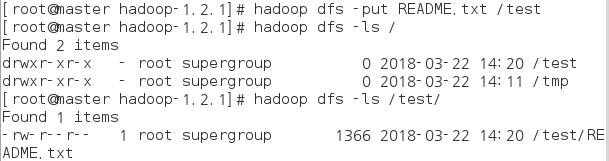 [root@master hadoop-1.2.1]# hadoop dfs -put README.txt /test
[root@master hadoop-1.2.1]# hadoop dfs -ls /
Found 2 items
drwxr-xr-x   - root supergroup          0 2018-03-22 14:20 /test
drwxr-xr-x   - root supergroup          0 2018-03-22 14:11 /tmp
[root@master hadoop-1.2.1]# hadoop dfs -ls /test/
Found 1 items
-rw-r--r--   1 root supergroup       1366 2018-03-22 14:20 /test/RE
ADME.txt